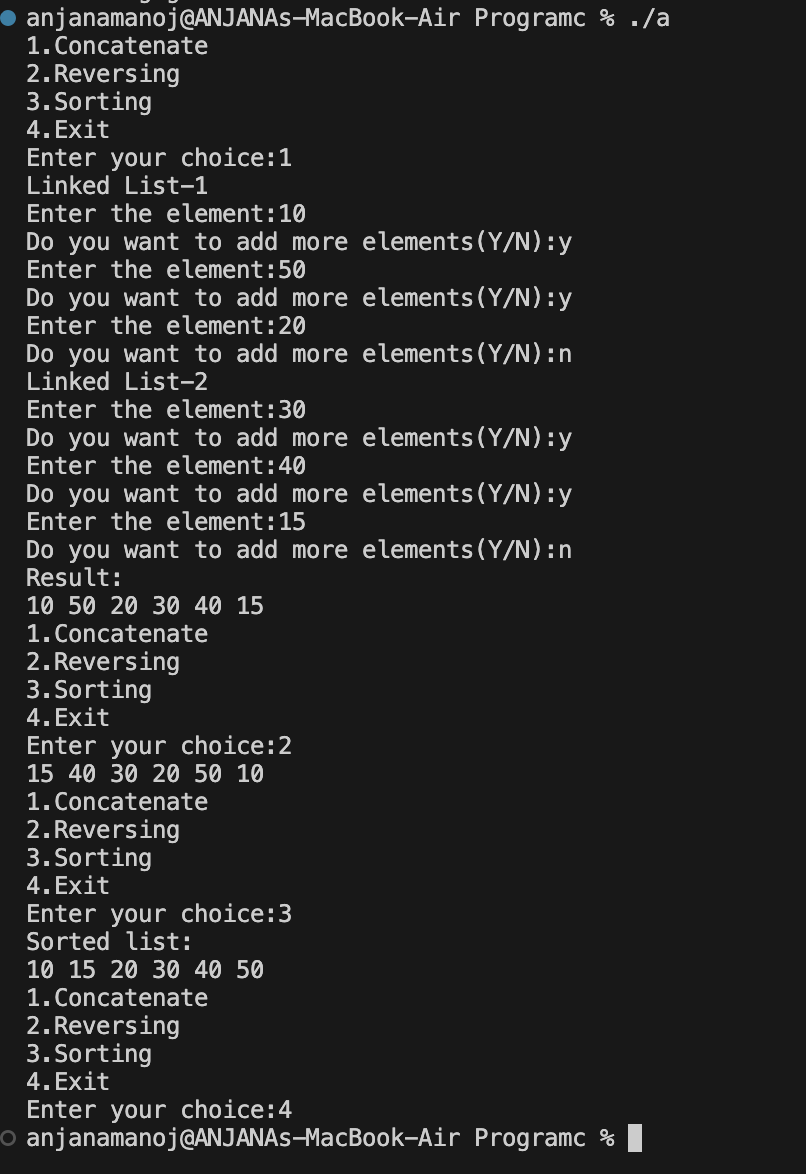 anjanamanoj@ANJANAs-MacBook-Air Programc % ./a
1.Concatenate
2.Reversing
3.Sorting
4.Exit
Enter your choice:1
Linked List-1
Enter the element:10
Do you want to add more elements(Y/N):y
Enter the element:50
Do you want to add more elements(Y/N):y
Enter the element:20
Do you want to add more elements(Y/N):n
Linked List-2
Enter the element:30
Do you want to add more elements(Y/N):y
Enter the element:40
Do you want to add more elements(Y/N):y
Enter the element:15
Do you want to add more elements(Y/N):n
Result:
10 50 20 30 40 15
1.Concatenate
2.Reversing
3.Sorting
4.Exit
Enter your choice:2
15 40 30 20 50 10
1.Concatenate
2.Reversing
3.Sorting
4.Exit
Enter your choice:3
Sorted list:
10 15 20 30 40 50
1.Concatenate
2.Reversing
3.Sorting
4.Exit
Enter your choice:4
anjanamanoj@ANJANAs-MacBook-Air Programc %